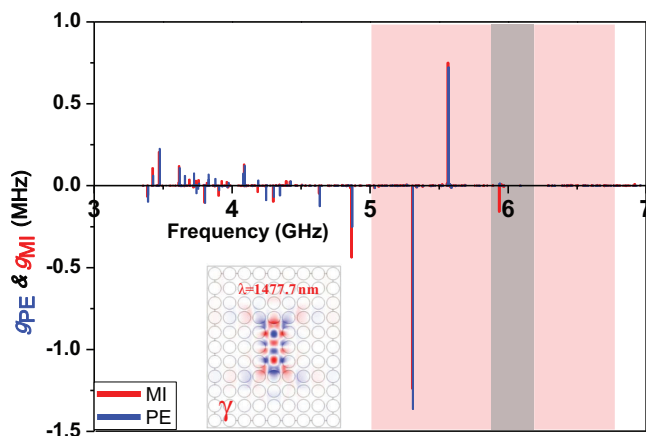 1.0
0.5
0.0
-0.5
-1.0
-1.5
3 4 5 6 7
Frequency (GHz)
gPE & gMI (MHz)
λ=1477.7nm
γ
MI
PE